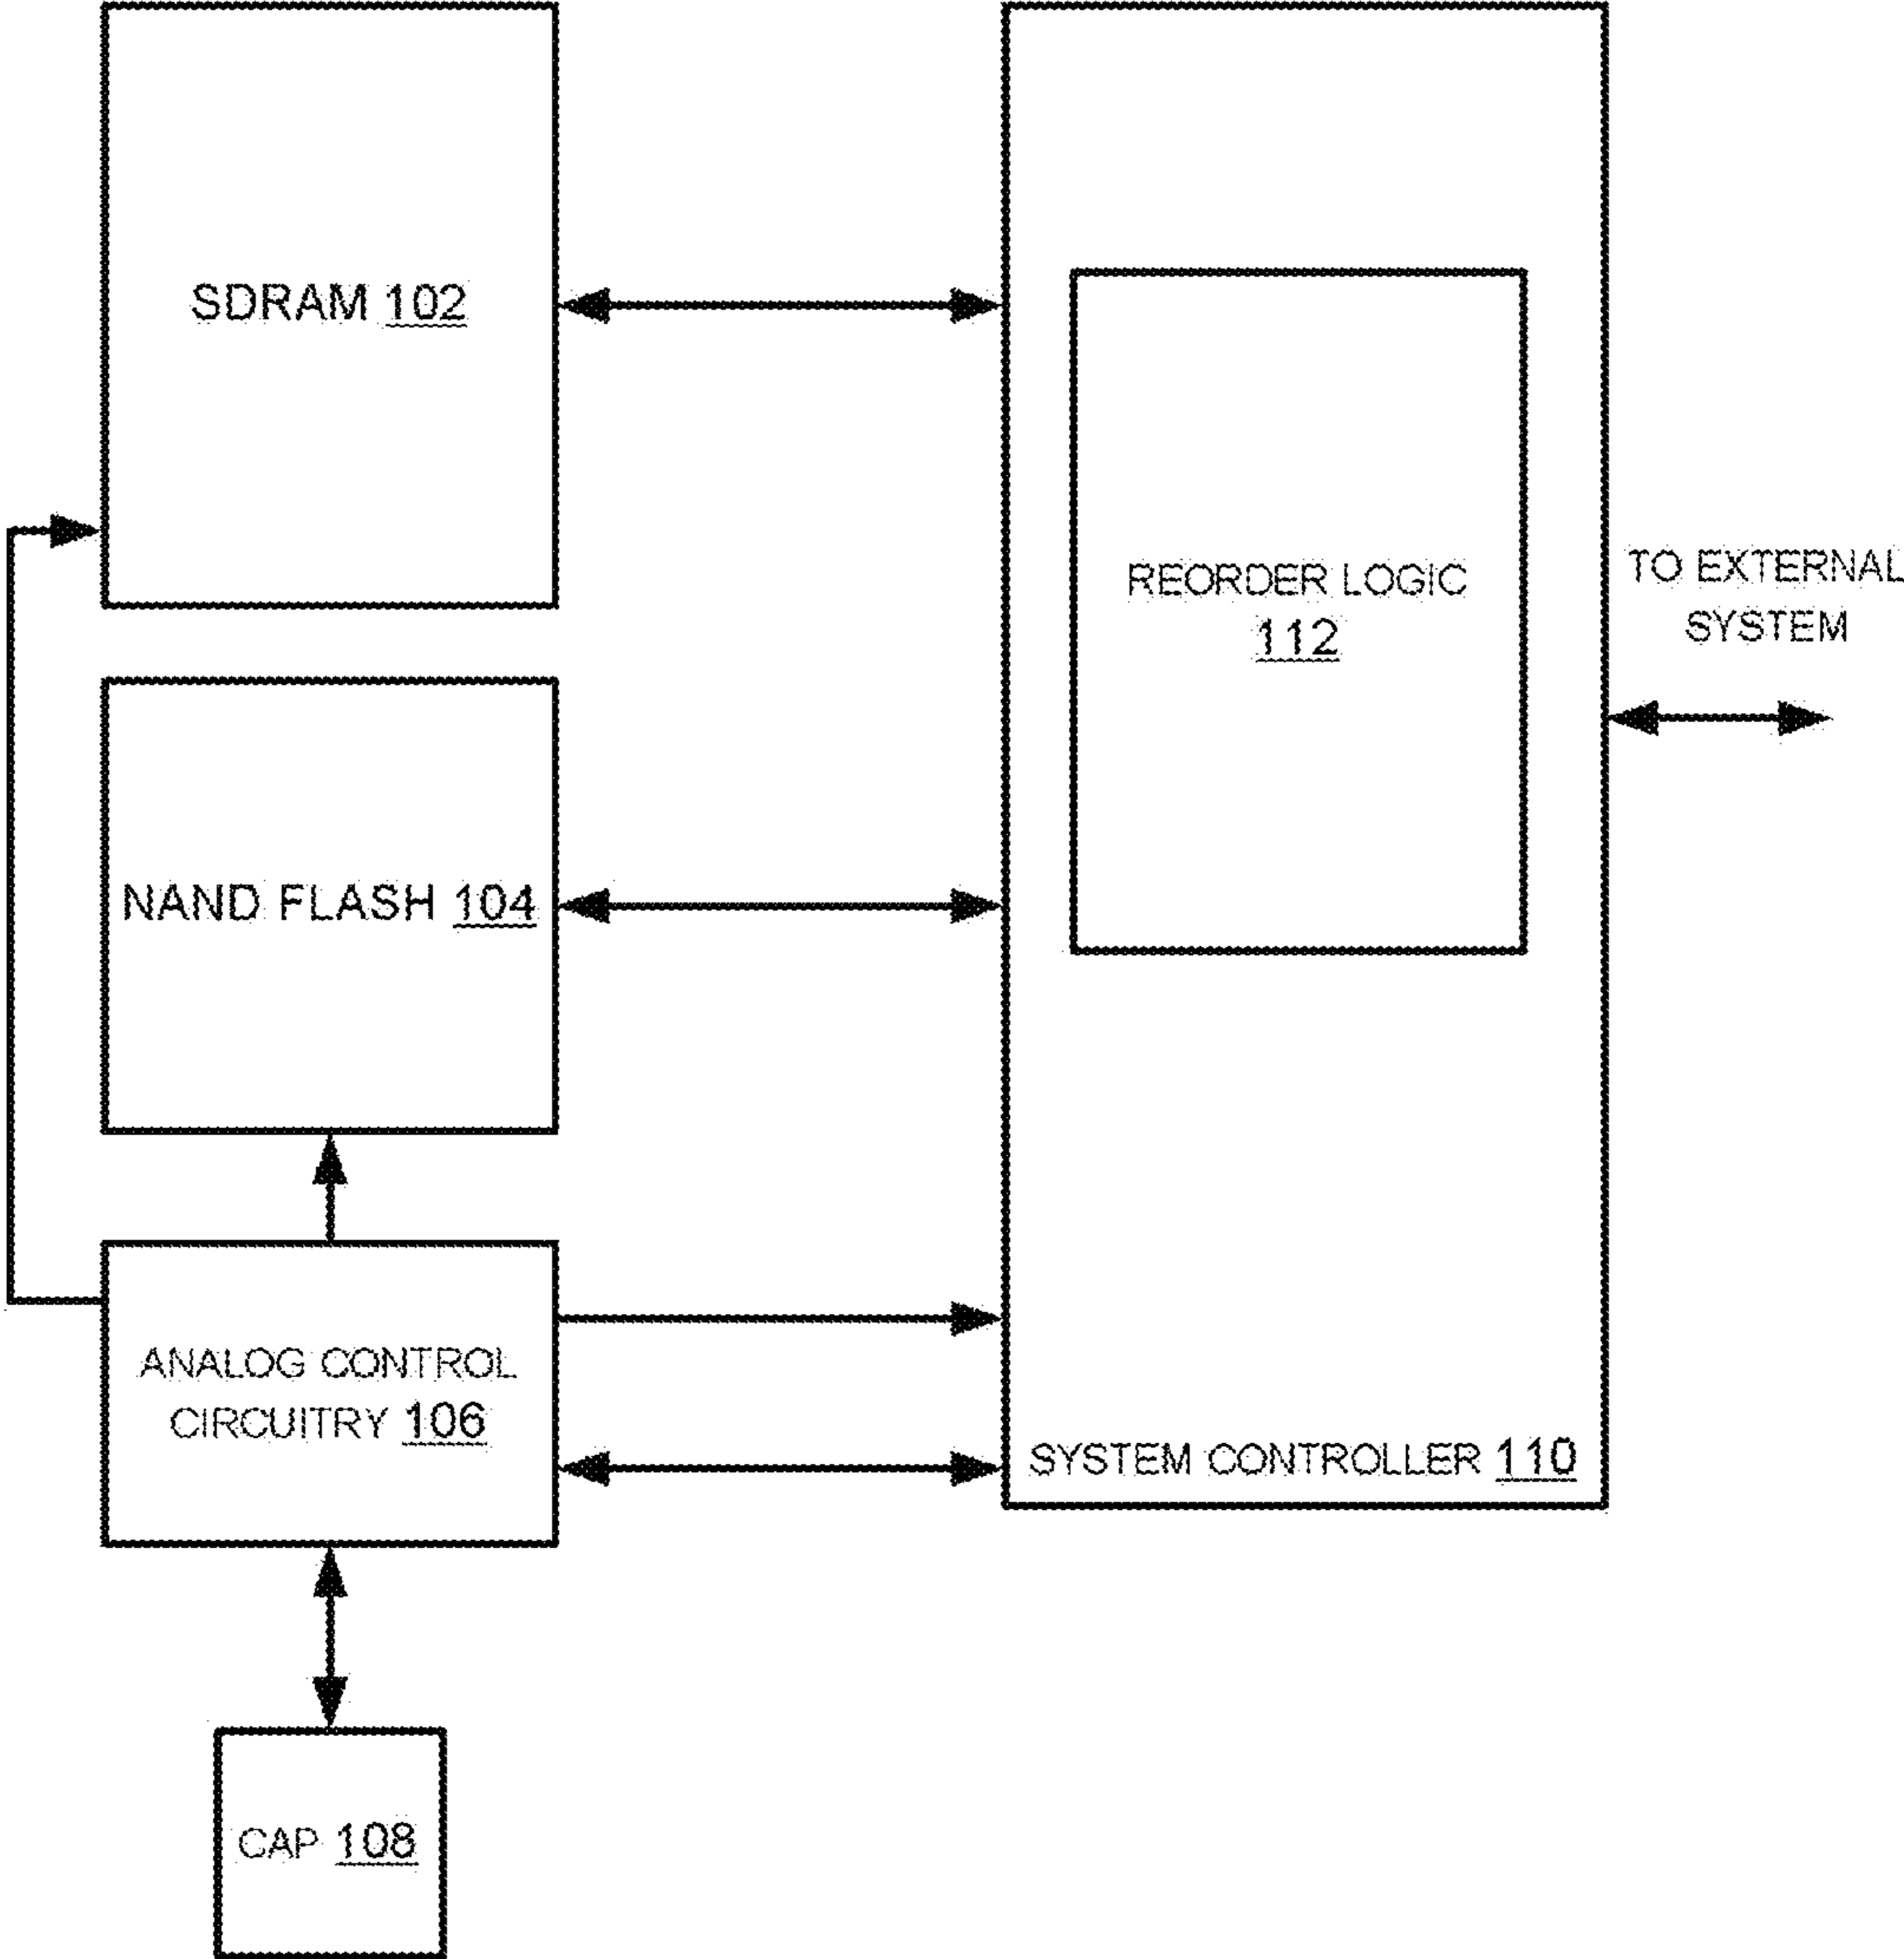 SDRAM 102
REORDER LOGIC
112
TO EXTERNAL
SYSTEM
NAND FLASH 104
ANALOG CONTROL
CIRCUITRY 106
SYSTEM CONTROLLER 110
CAP 108